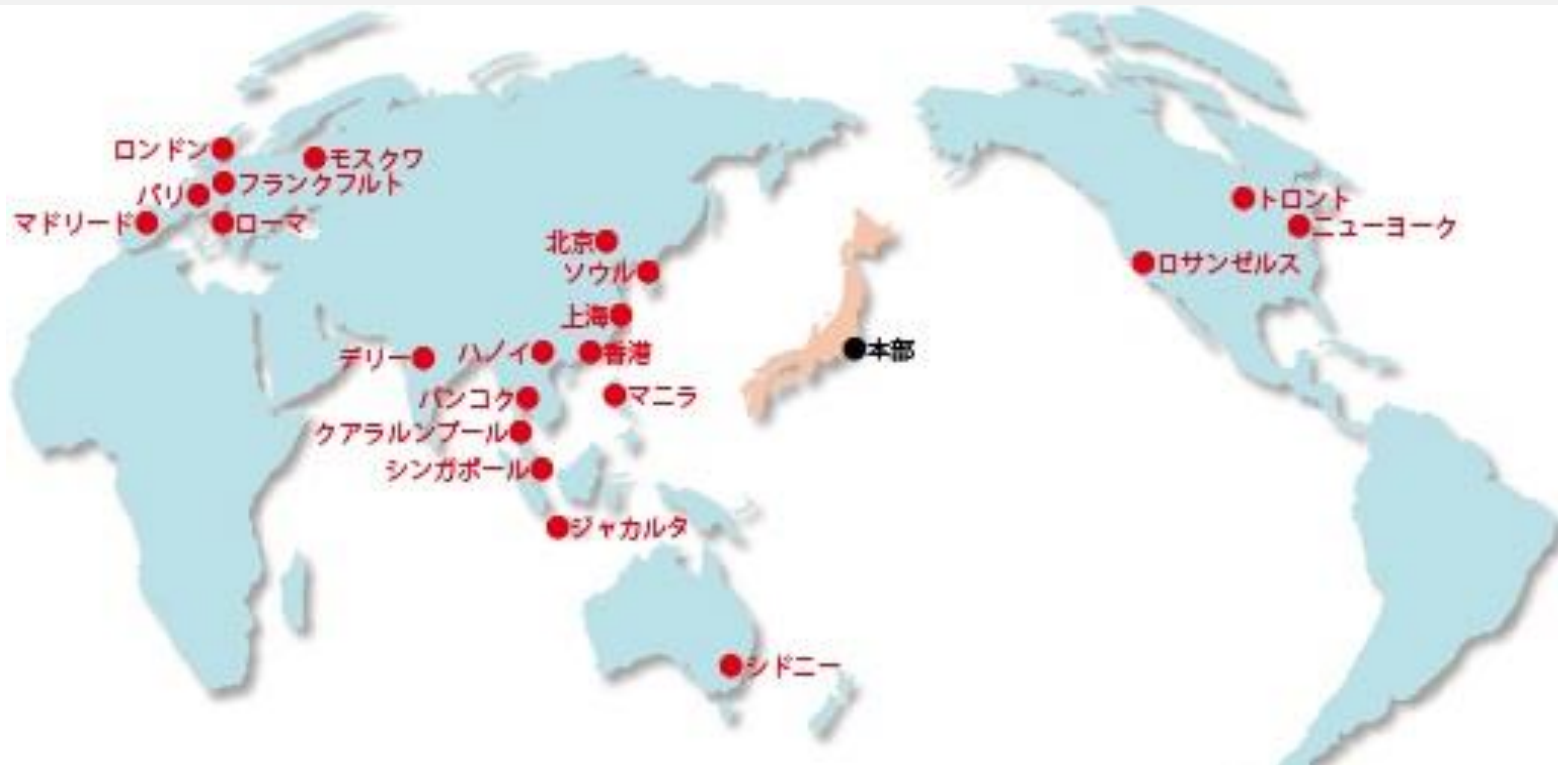 ロンドン
モスクワ
フランクフルト
パリ
マドリード
ローマ
北京
ソウル
上海
デリー
ハノイ
香港
バンコク
マニラ
クアラルンプール
シンガポール
ジャカルタ
シドニー
本部
トロント
ニューヨーク
ロサンゼルス